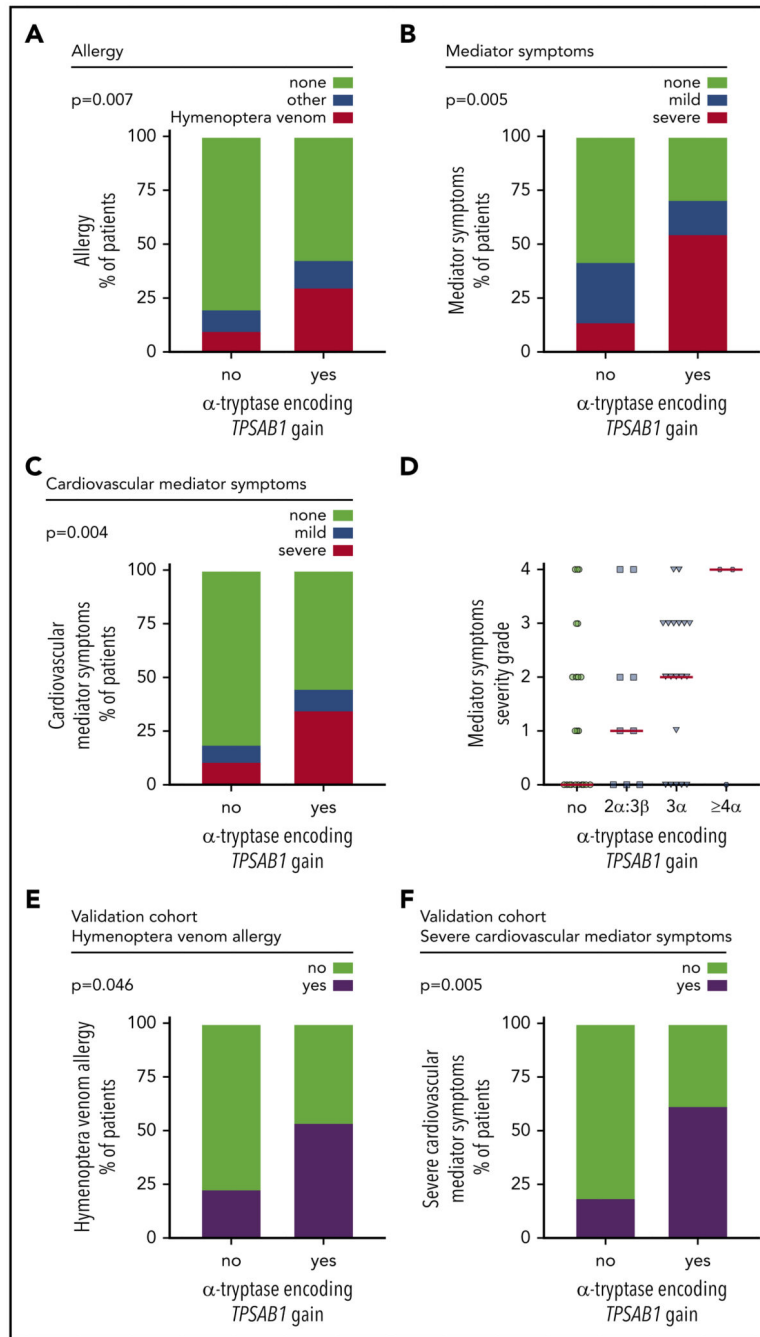 A
Allergy
p=0.007
none
other
Hymenoptera venom
100
75
50
25
0
Allergy
% of patients
no
yes
α-tryptase encoding
TPSAB1 gain
B
Mediator symptoms
p=0.005
none
mild
severe
100
75
50
25
0
Mediator symptoms
% of patients
no
yes
α-tryptase encoding
TPSAB1 gain
C
Cardiovascular mediator symptoms
p=0.004
none
mild
severe
100
75
50
25
0
Cardiovascular
mediator symptoms
% of patients
no
yes
α-tryptase encoding
TPSAB1 gain
D
4
3
2
1
0
Mediator symptoms
severity grade
no
2α:3β
3α
≥4α
α-tryptase encoding
TPSAB1 gain
E
Validation cohort
Hymenoptera venom allergy
p=0.046
no
yes
100
75
50
25
0
Hymenoptera venom allergy
% of patients
no
yes
α-tryptase encoding
TPSAB1 gain
F
Validation cohort
Severe cardiovascular mediator symptoms
p=0.005
no
yes
100
75
50
25
0
Severe cardiovascular
mediator symptoms
% of patients
no
yes
α-tryptase encoding
TPSAB1 gain